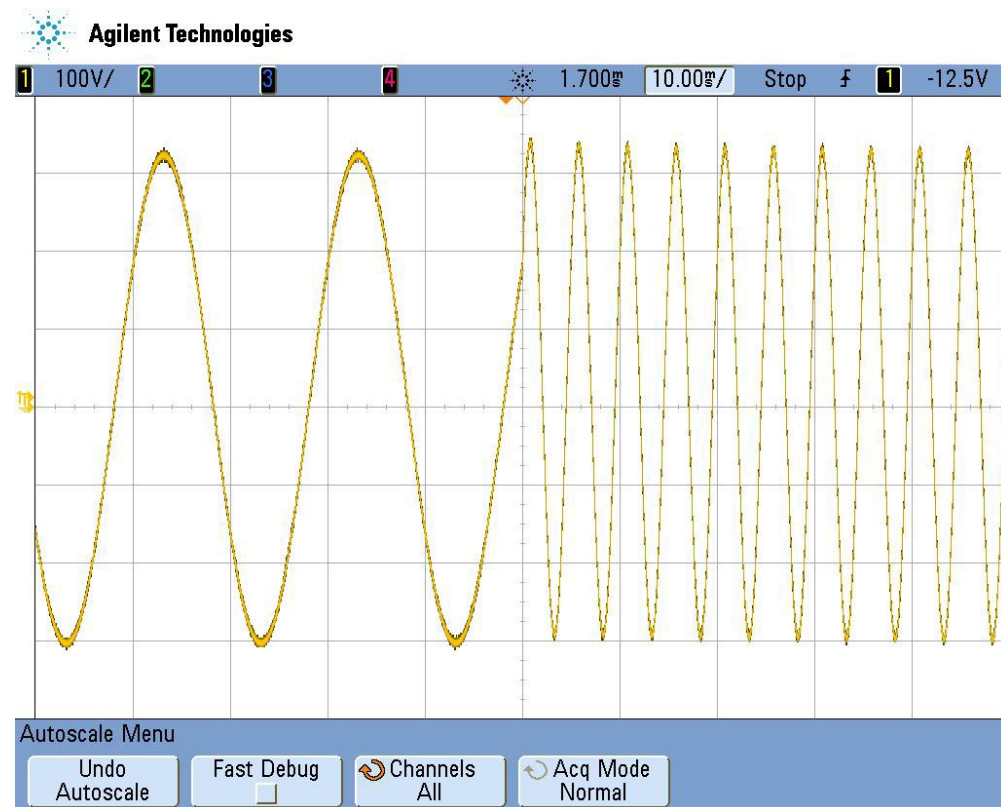 Agilent Technologies
1 100V/ 2 3 4 1.700ms 10.00ms/ Stop 1 -12.5V
Autoscale Menu
Undo Autoscale
Fast Debug
Channels All
Acq Mode Normal